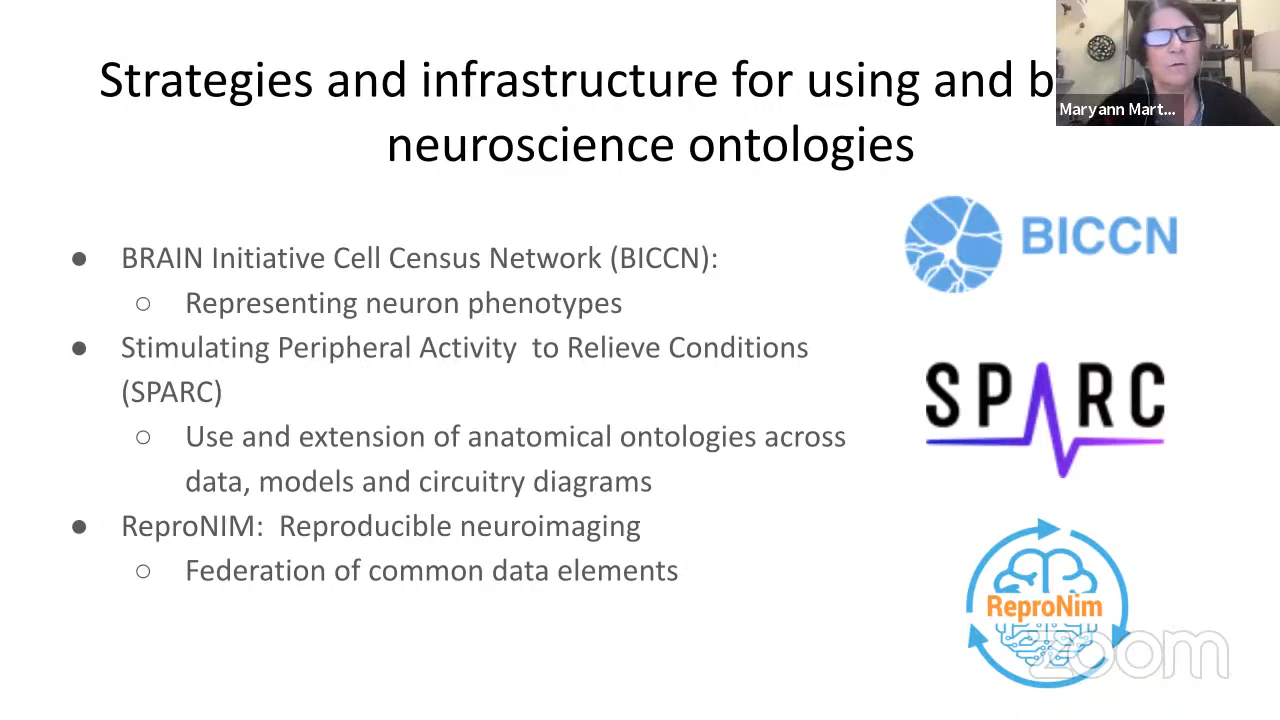 Strategies and infrastructure for using and b
neuroscience ontologies
Maryann Mart...
BICCN
● BRAIN Initiative Cell Census Network (BICCN):
○ Representing neuron phenotypes
● Stimulating Peripheral Activity to Relieve Conditions
(SPARC)
SPARC
○ Use and extension of anatomical ontologies across
data, models and circuitry diagrams
● ReproNIM: Reproducible neuroimaging
○ Federation of common data elements
ReproNim
zoom